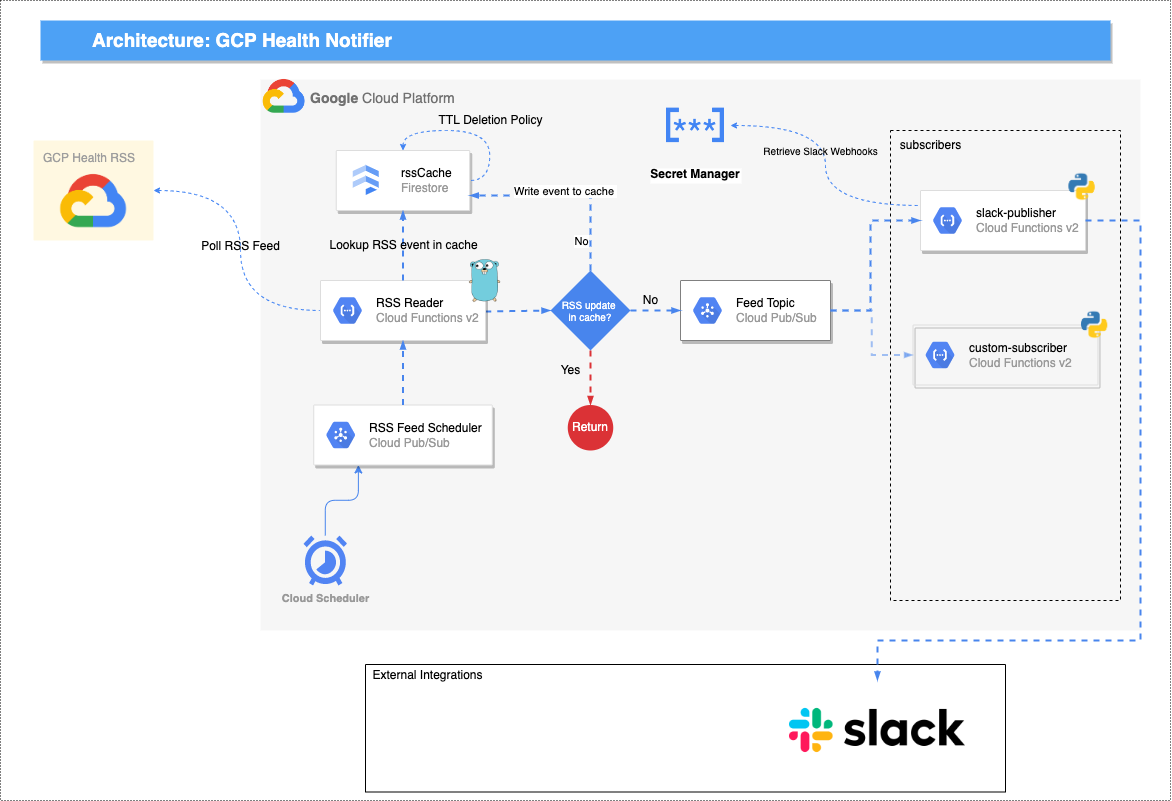 Architecture: GCP Health Notifier
Google Cloud Platform
TTL Deletion Policy
[***]
Secret Manager
Retrieve Slack Webhooks
subscribers
GCP Health RSS
rssCache
Firestore
Write event to cache
slack-publisher
Cloud Functions v2
Poll RSS Feed
Lookup RSS event in cache
No
RSS Reader
Cloud Functions v2
RSS update
in cache?
No
Feed Topic
Cloud Pub/Sub
custom-subscriber
Cloud Functions v2
Yes
Return
RSS Feed Scheduler
Cloud Pub/Sub
Cloud Scheduler
External Integrations
slack